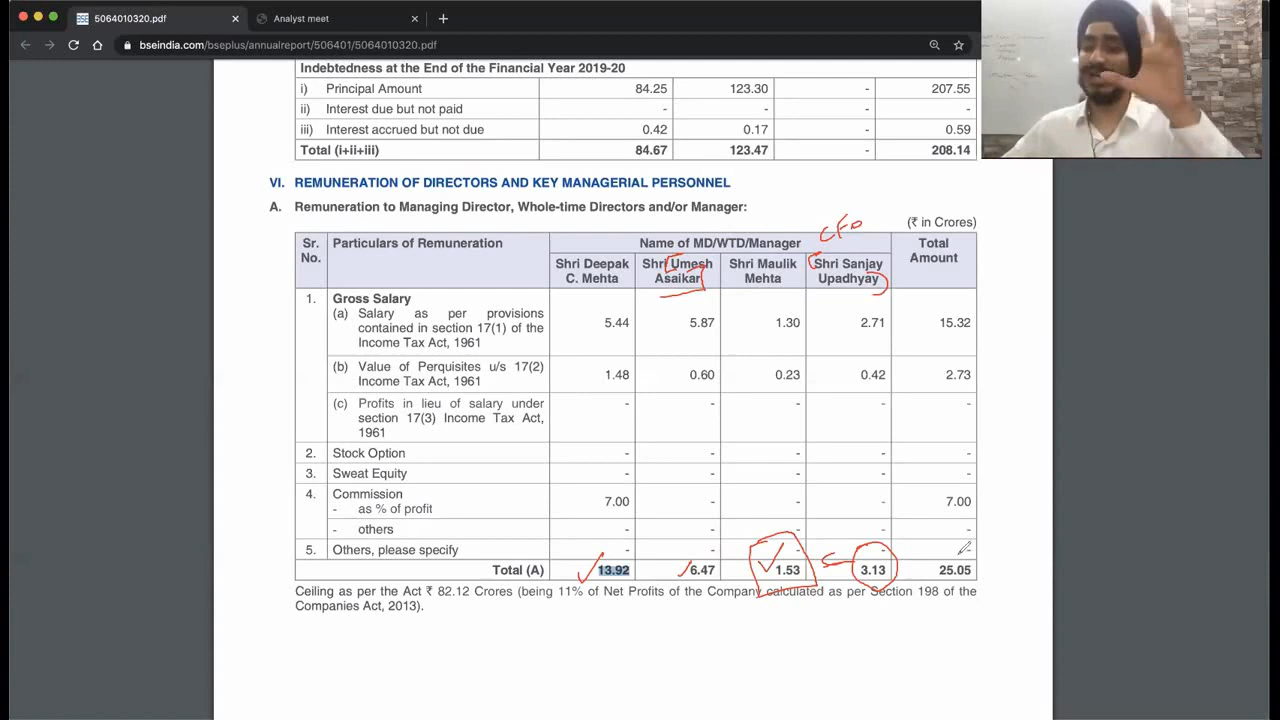 5064010320.pdf
Analyst meet
bseindia.com/bseplus/annualreport/506401/5064010320.pdf
Indebtedness at the End of the Financial Year 2019-20
i) Principal Amount 84.25 123.30 - 207.55
ii) Interest due but not paid - - - -
iii) Interest accrued but not due 0.42 0.17 - 0.59
Total (i+ii+iii) 84.67 123.47 - 208.14
VI. REMUNERATION OF DIRECTORS AND KEY MANAGERIAL PERSONNEL
A. Remuneration to Managing Director, Whole-time Directors and/or Manager:
CFO
(₹ in Crores)
Sr. No. Particulars of Remuneration Name of MD/WTD/Manager Total Amount
Shri Deepak C. Mehta Shri Umesh Asaikar Shri Maulik Mehta Shri Sanjay Upadhyay
1. Gross Salary
(a) Salary as per provisions 5.44 5.87 1.30 2.71 15.32
contained in section 17(1) of the
Income Tax Act, 1961
(b) Value of Perquisites u/s 17(2) 1.48 0.60 0.23 0.42 2.73
Income Tax Act, 1961
(c) Profits in lieu of salary under - - - - -
section 17(3) Income Tax Act,
1961
2. Stock Option - - - - -
3. Sweat Equity - - - - -
4. Commission
- as % of profit 7.00 - - - 7.00
- others - - - - -
5. Others, please specify - - - - -
Total (A) 13.92 6.47 1.53 3.13 25.05
Ceiling as per the Act ₹ 82.12 Crores (being 11% of Net Profits of the Company calculated as per Section 198 of the
Companies Act, 2013).